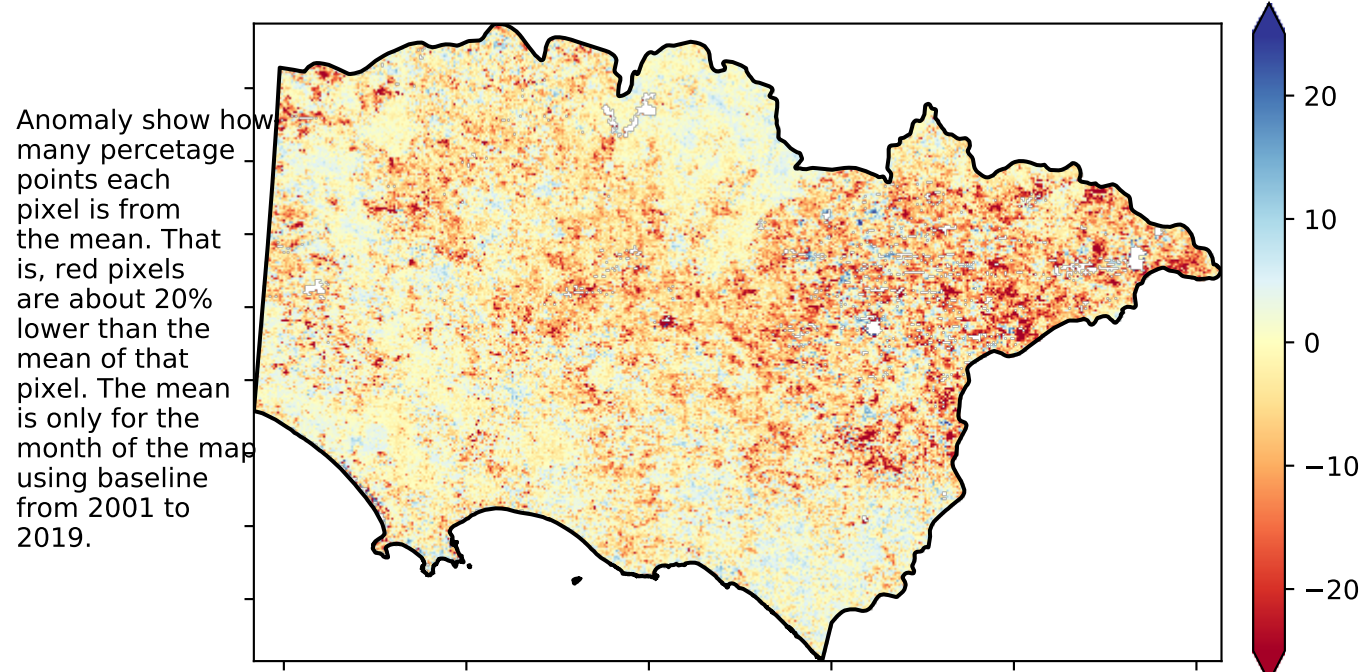 Anomaly show how
many percetage
points each
pixel is from
the mean. That
is, red pixels
are about 20%
lower than the
mean of that
pixel. The mean
is only for the
month of the map
using baseline
from 2001 to
2019.
20
10
0
−10
−20